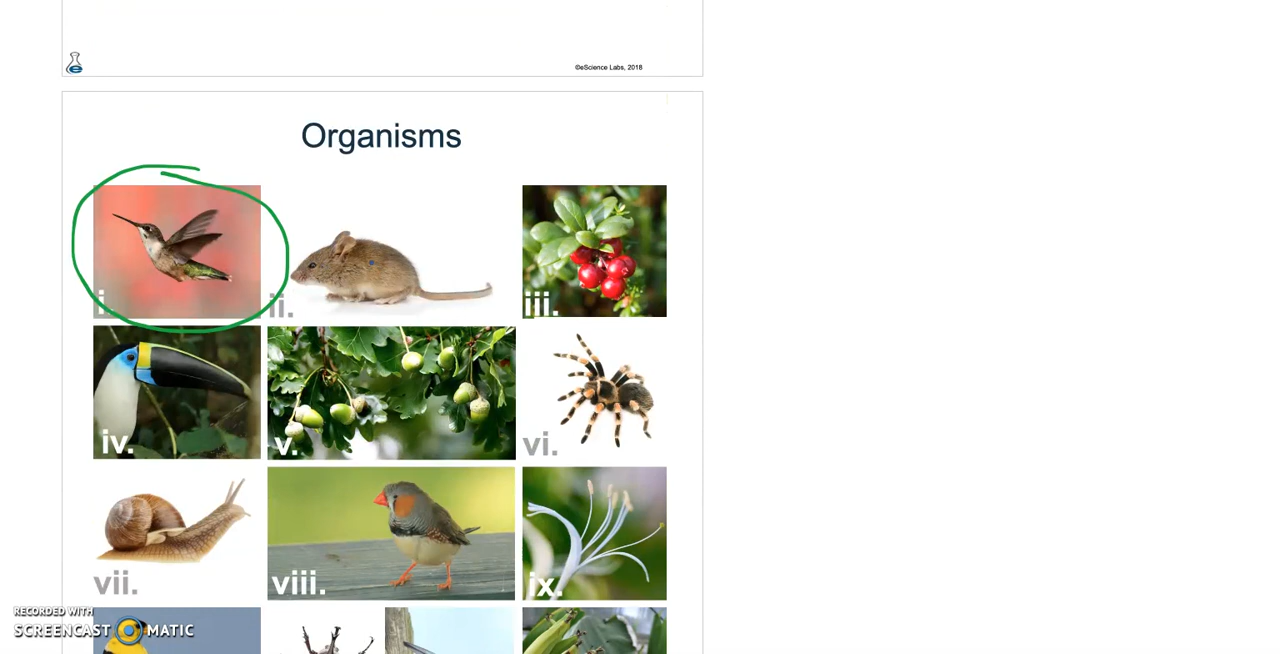 e
©eScience Labs, 2018
Organisms
i.
ii.
iii.
iv.
v.
vi.
vii.
viii.
ix.
RECORDED WITH
SCREENCAST MATIC